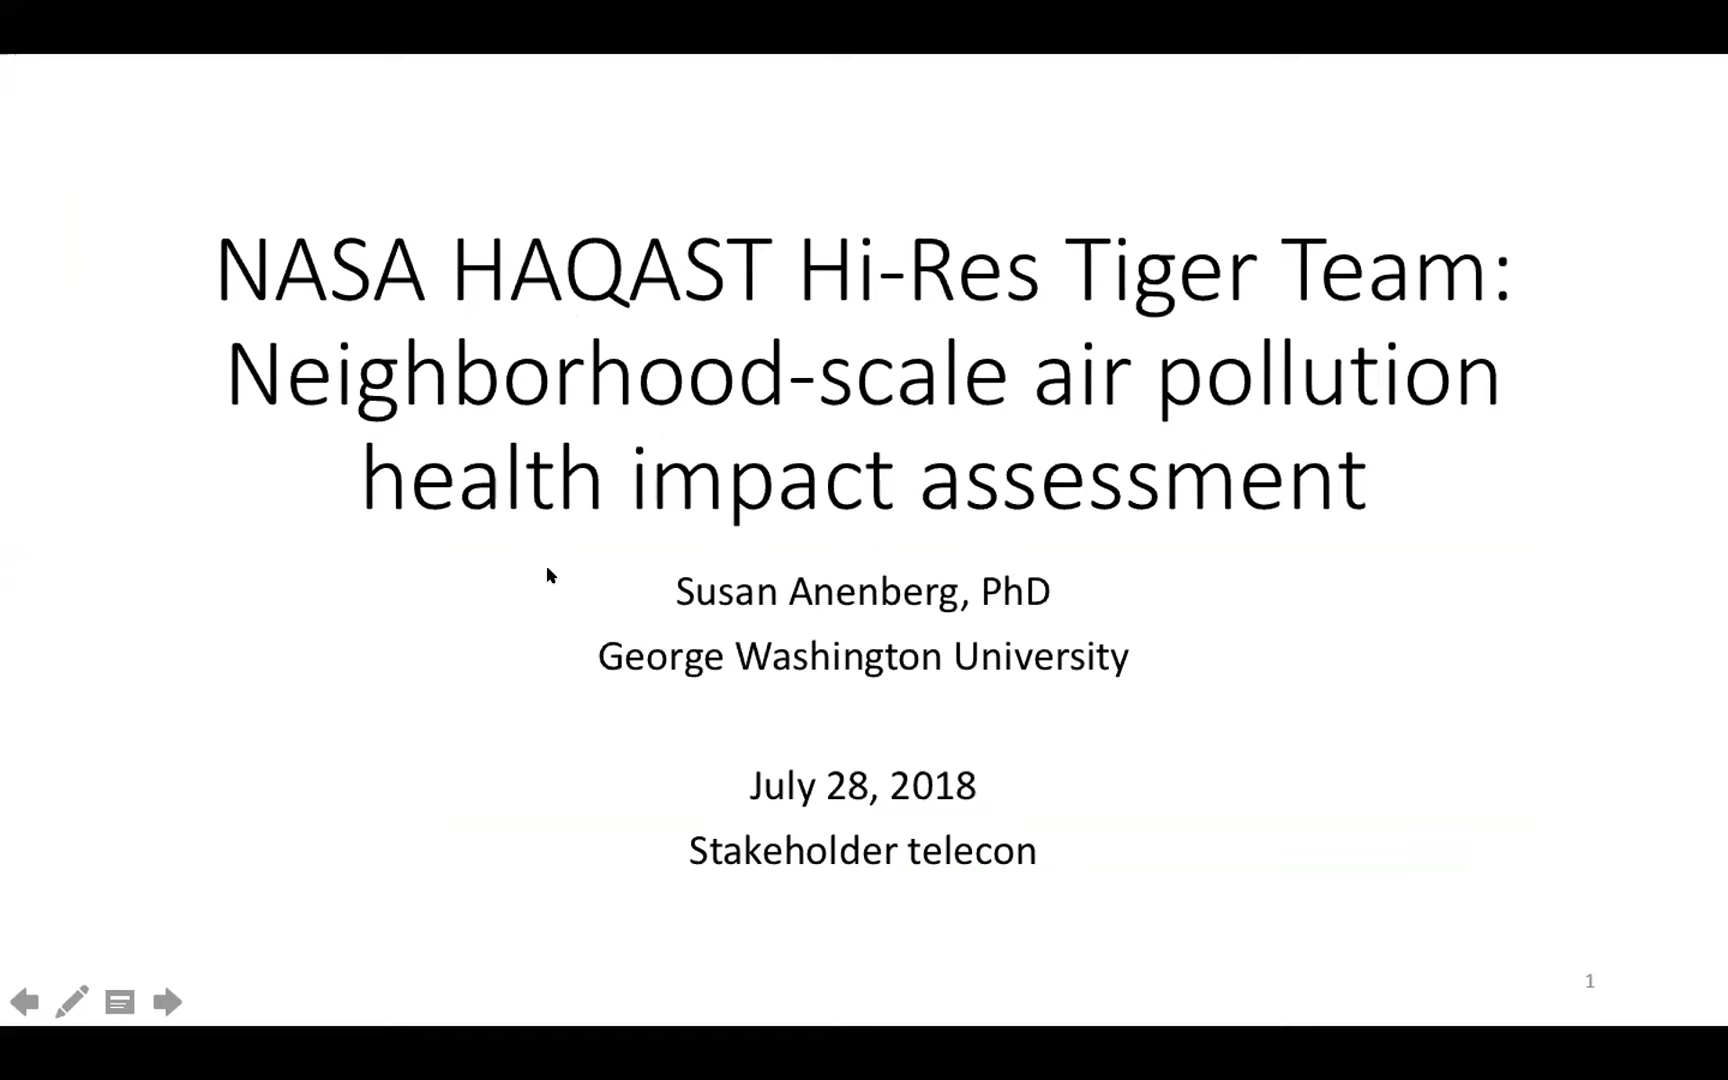 NASA HAQAST Hi-Res Tiger Team:
Neighborhood-scale air pollution
health impact assessment
Susan Anenberg, PhD
George Washington University
July 28, 2018
Stakeholder telecon
1